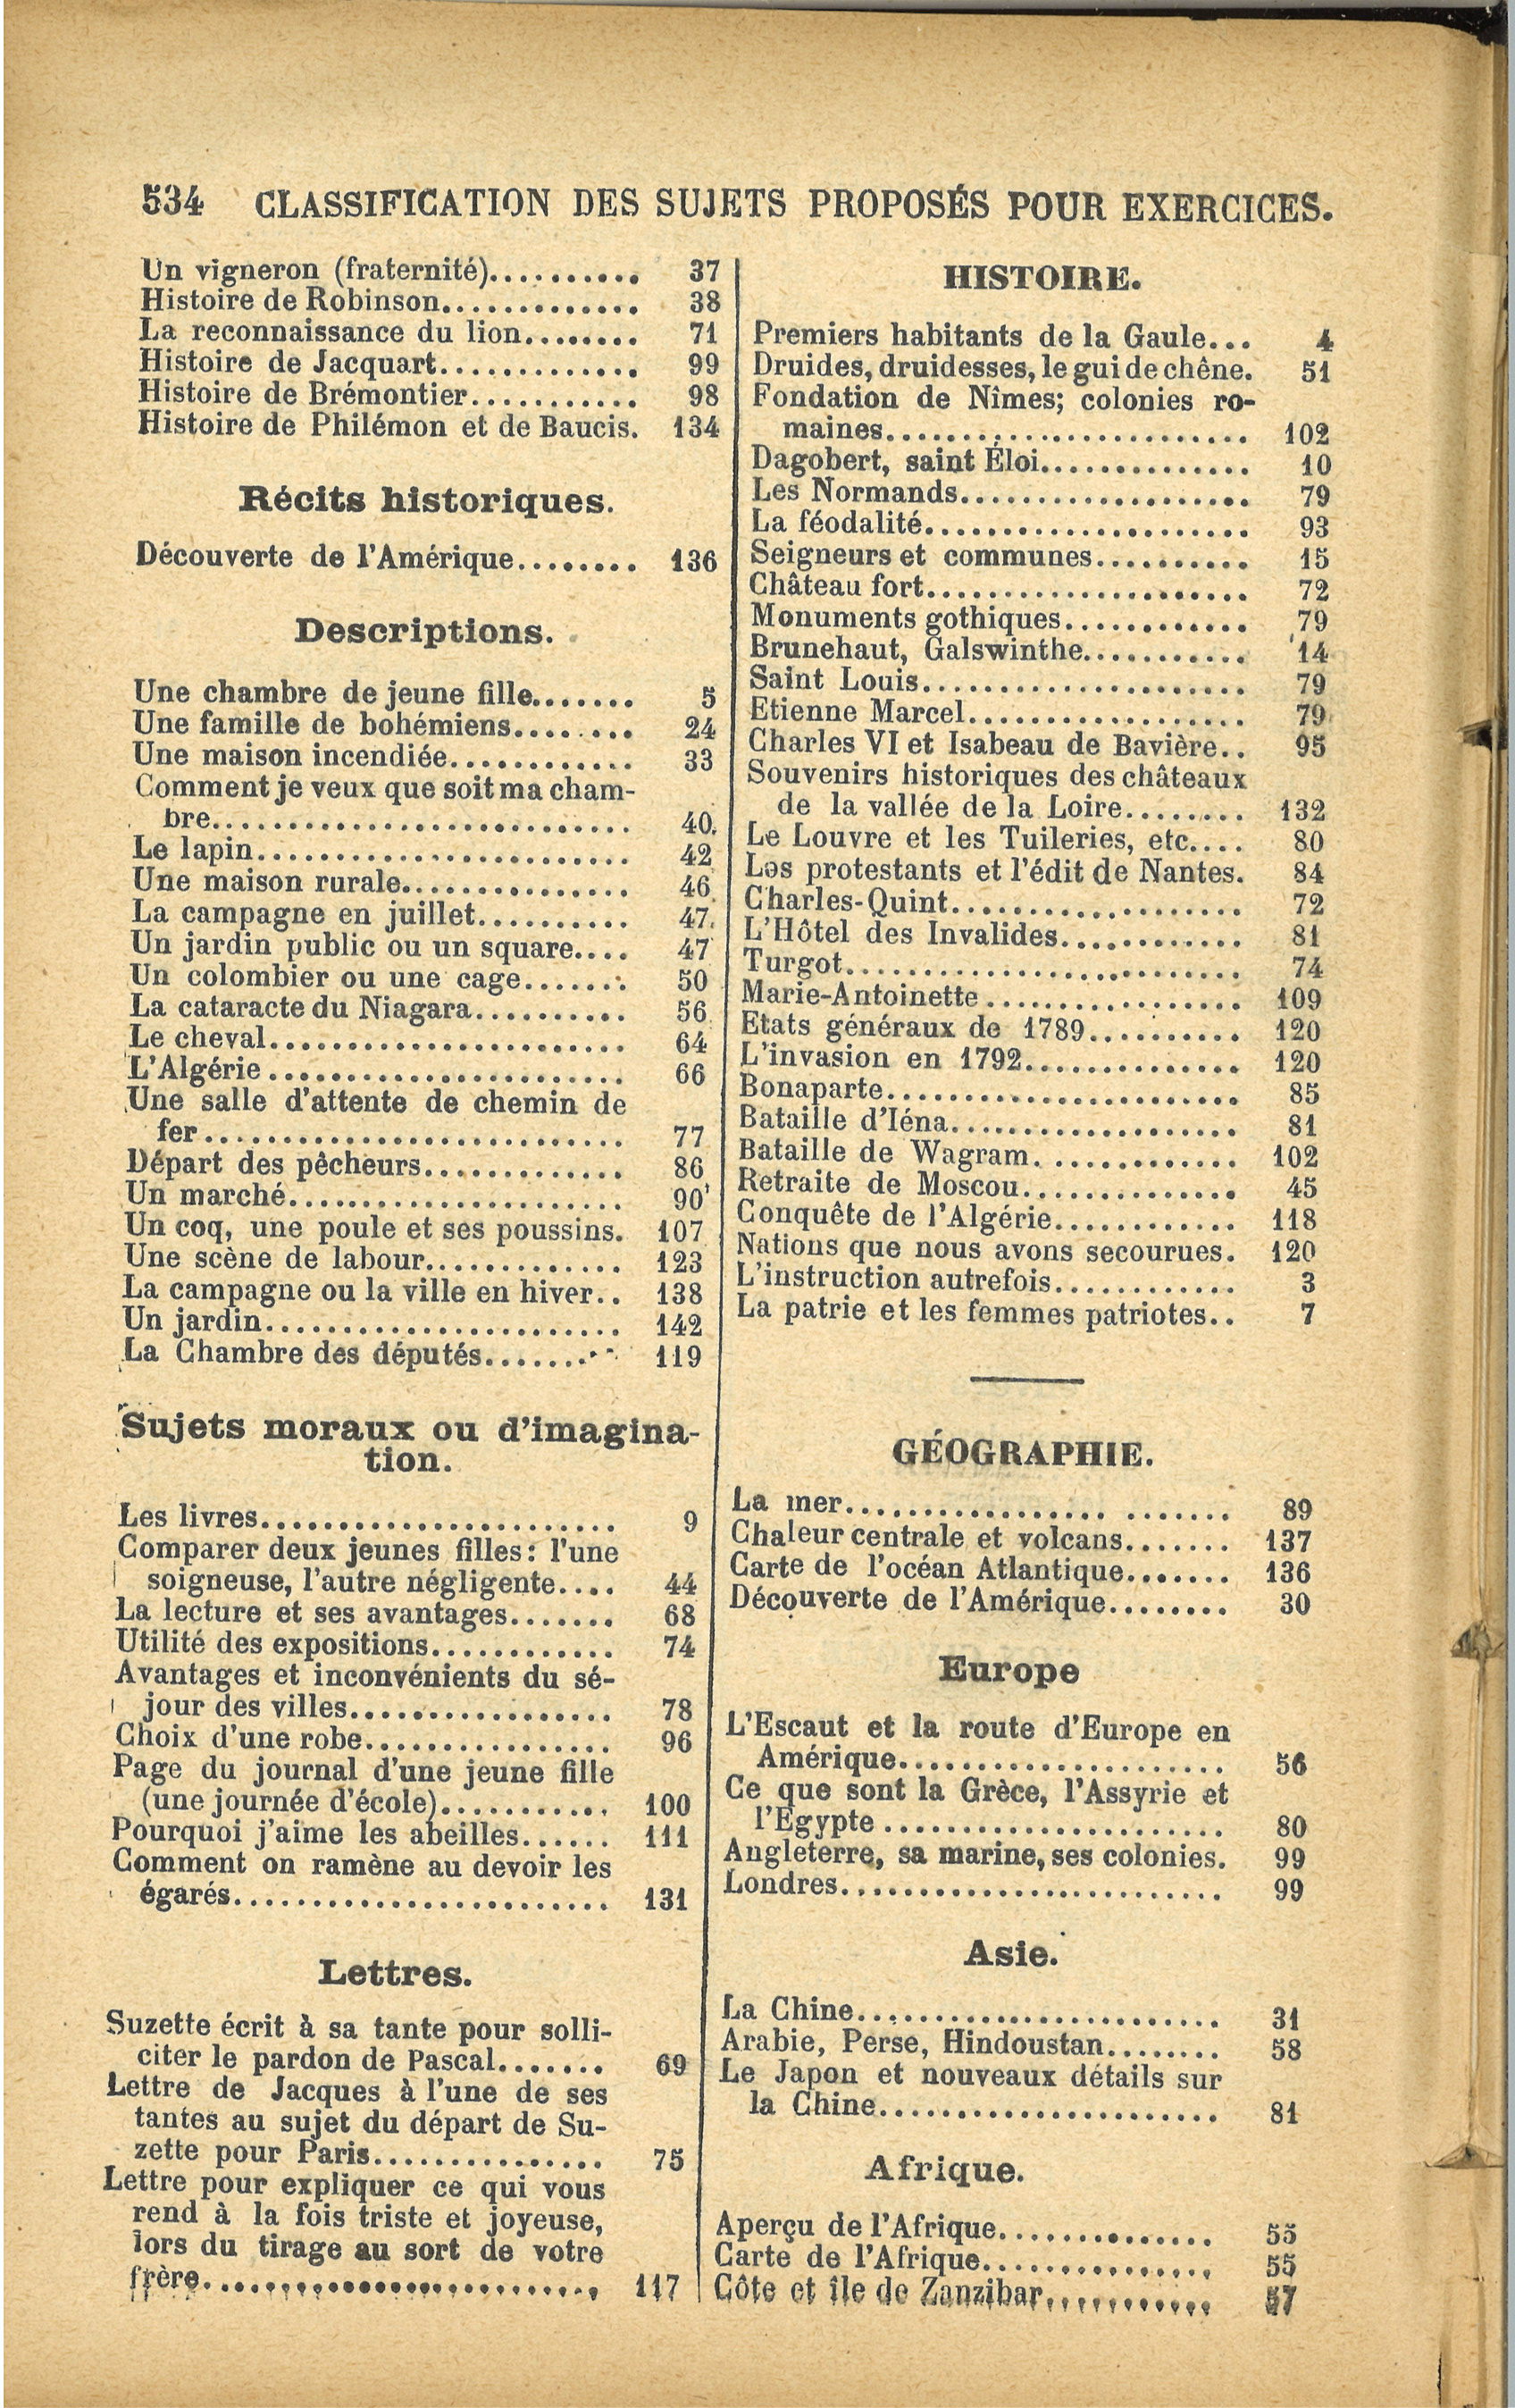 534 CLASSIFICATION DES SUJETS PROPOSÉS POUR EXERCICES.
Un vigneron (fraternité).......... 37
Histoire de Robinson............. 38
La reconnaissance du lion........ 71
Histoire de Jacquart............. 99
Histoire de Brémontier........... 98
Histoire de Philémon et de Baucis. 134
Récits historiques.
Découverte de l'Amérique........ 136
Descriptions.
Une chambre de jeune fille....... 5
Une famille de bohémiens........ 24
Une maison incendiée............ 33
Comment je veux que soit ma cham-
bre........................... 40
Le lapin........................ 42
Une maison rurale............... 46
La campagne en juillet.......... 47
Un jardin public ou un square.... 47
Un colombier ou une cage....... 50
La cataracte du Niagara.......... 56
Le cheval....................... 64
L'Algérie....................... 66
Une salle d'attente de chemin de
fer........................... 77
Départ des pêcheurs............. 86
Un marché...................... 90
Un coq, une poule et ses poussins. 107
Une scène de labour............. 123
La campagne ou la ville en hiver.. 138
Un jardin....................... 142
La Chambre des députés......... 119
Sujets moraux ou d'imagina-
tion.
Les livres....................... 9
Comparer deux jeunes filles: l'une
soigneuse, l'autre négligente.... 44
La lecture et ses avantages....... 68
Utilité des expositions............ 74
Avantages et inconvénients du sé-
jour des villes................. 78
Choix d'une robe................ 96
Page du journal d'une jeune fille
(une journée d'école)........... 100
Pourquoi j'aime les abeilles...... 111
Comment on ramène au devoir les
égarés........................ 131
Lettres.
Suzette écrit à sa tante pour solli-
citer le pardon de Pascal....... 69
Lettre de Jacques à l'une de ses
tantes au sujet du départ de Su-
zette pour Paris............... 75
Lettre pour expliquer ce qui vous
rend à la fois triste et joyeuse,
lors du tirage au sort de votre
frère.......................... 117
HISTOIRE.
Premiers habitants de la Gaule... 4
Druides, druidesses, le gui de chêne. 51
Fondation de Nîmes; colonies ro-
maines........................ 102
Dagobert, saint Éloi.............. 10
Les Normands................... 79
La féodalité..................... 93
Seigneurs et communes.......... 15
Château fort..................... 72
Monuments gothiques............ 79
Brunehaut, Galswinthe........... 14
Saint Louis...................... 79
Etienne Marcel.................. 79
Charles VI et Isabeau de Bavière.. 95
Souvenirs historiques des châteaux
de la vallée de la Loire........ 132
Le Louvre et les Tuileries, etc.... 80
Les protestants et l'édit de Nantes. 84
Charles-Quint................... 72
L'Hôtel des Invalides............ 81
Turgot.......................... 74
Marie-Antoinette................. 109
Etats généraux de 1789.......... 120
L'invasion en 1792.............. 120
Bonaparte....................... 85
Bataille d'Iéna................... 81
Bataille de Wagram............. 102
Retraite de Moscou.............. 45
Conquête de l'Algérie............ 118
Nations que nous avons secourues. 120
L'instruction autrefois............ 3
La patrie et les femmes patriotes.. 7
GÉOGRAPHIE.
La mer......................... 89
Chaleur centrale et volcans....... 137
Carte de l'océan Atlantique....... 136
Découverte de l'Amérique........ 30
Europe
L'Escaut et la route d'Europe en
Amérique..................... 56
Ce que sont la Grèce, l'Assyrie et
l'Egypte...................... 80
Angleterre, sa marine, ses colonies. 99
Londres......................... 99
Asie.
La Chine........................ 31
Arabie, Perse, Hindoustan........ 58
Le Japon et nouveaux détails sur
la Chine...................... 81
Afrique.
Aperçu de l'Afrique.............. 55
Carte de l'Afrique............... 55
Côte et île de Zanzibar........... 57